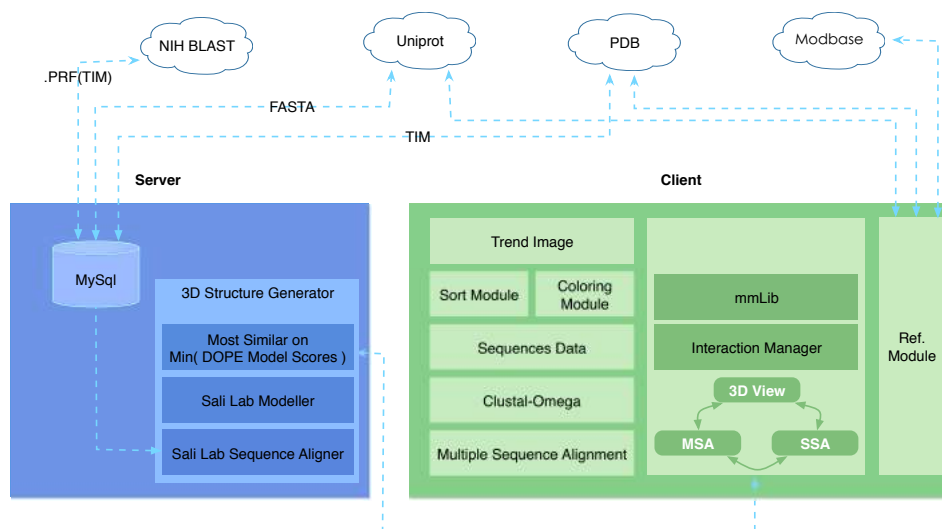 NIH BLAST
Uniprot
PDB
Modbase
.PRF(TIM)
FASTA
TIM
Server
Client
MySql
3D Structure Generator
Most Similar on
Min( DOPE Model Scores )
Sali Lab Modeller
Sali Lab Sequence Aligner
Trend Image
Sort Module
Coloring
Module
Sequences Data
Clustal-Omega
Multiple Sequence Alignment
mmLib
Interaction Manager
3D View
MSA
SSA
Ref.
Module